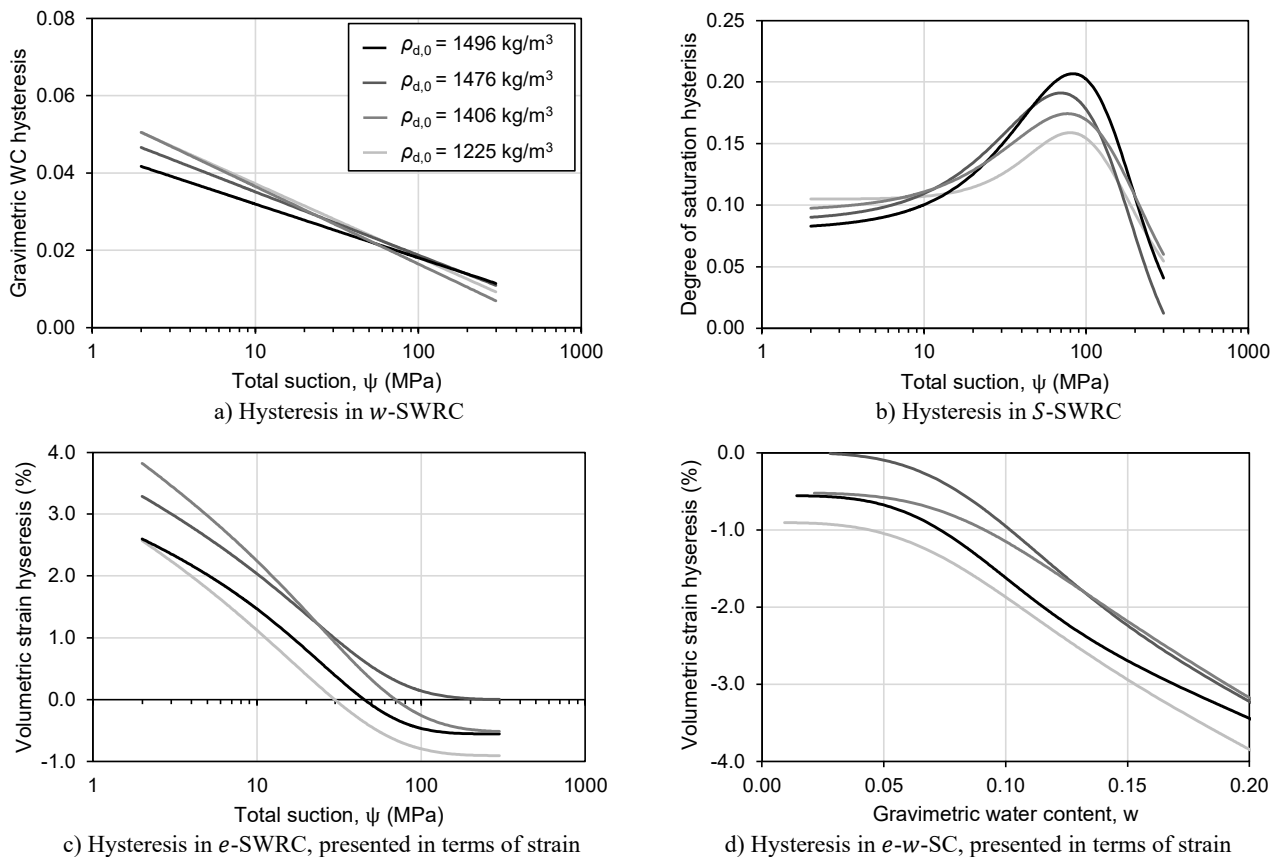 Gravimetric WC hysteresis
0.08
0.06
0.04
0.02
0.00
1
10
100
1000
Total suction, ψ (MPa)
ρd,0 = 1496 kg/m³
ρd,0 = 1476 kg/m³
ρd,0 = 1406 kg/m³
ρd,0 = 1225 kg/m³
a) Hysteresis in w-SWRC
Degree of saturation hysterisis
0.25
0.20
0.15
0.10
0.05
0.00
1
10
100
1000
Total suction, ψ (MPa)
b) Hysteresis in S-SWRC
Volumetric strain hyseresis (%)
4.0
3.0
2.0
1.0
0.0
-1.0
1
10
100
1000
Total suction, ψ (MPa)
c) Hysteresis in e-SWRC, presented in terms of strain
Volumetric strain hyseresis (%)
0.0
-1.0
-2.0
-3.0
-4.0
0.00
0.05
0.10
0.15
0.20
Gravimetric water content, w
d) Hysteresis in e-w-SC, presented in terms of strain